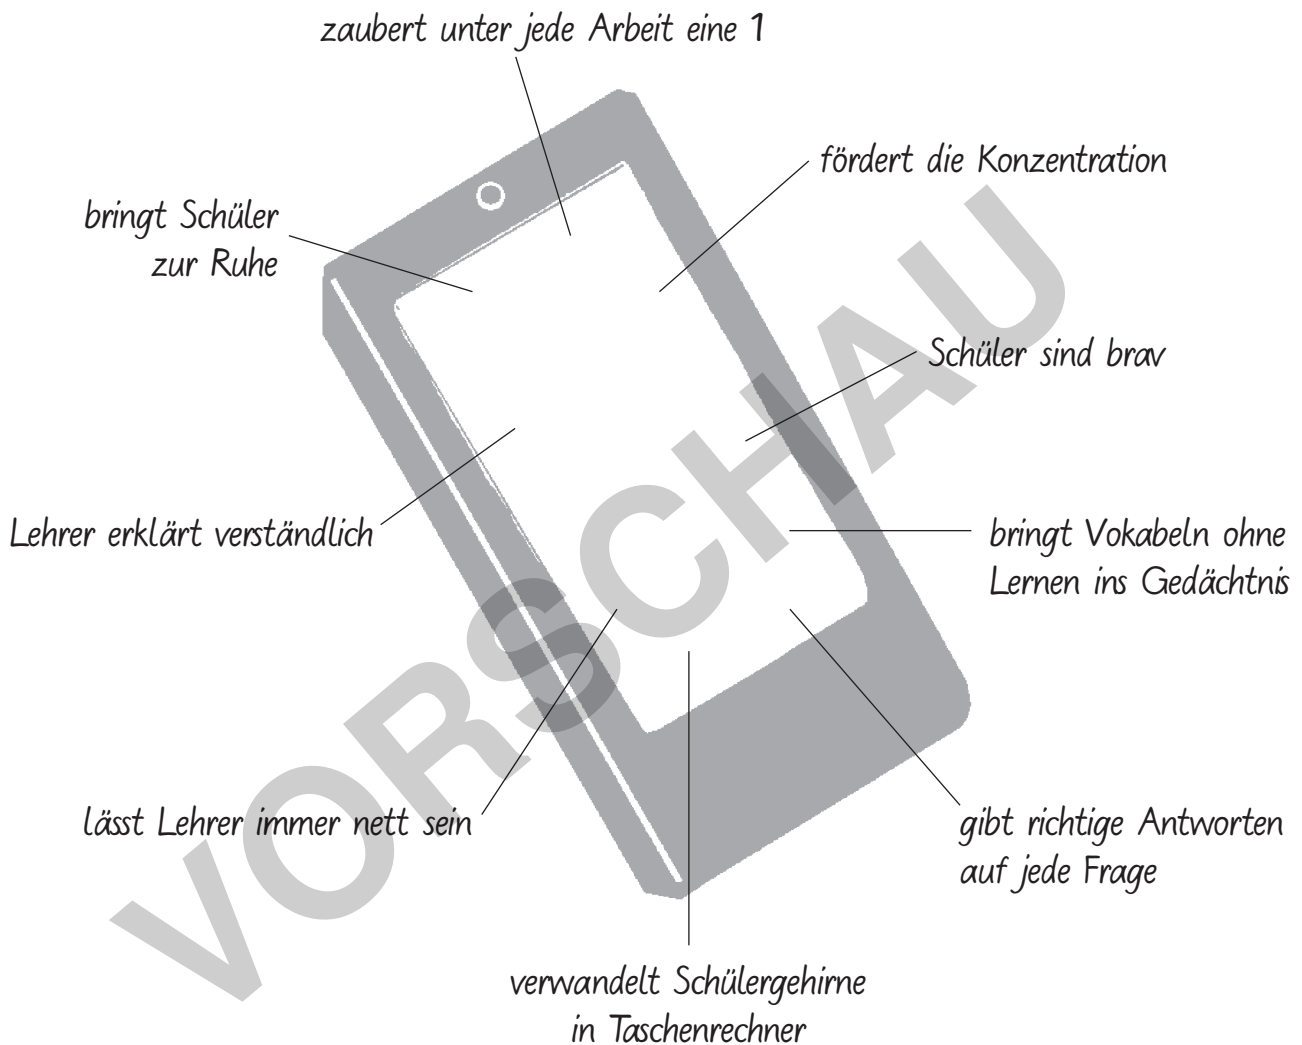 zaubert unter jede Arbeit eine 1
fördert die Konzentration
bringt Schüler
zur Ruhe
Schüler sind brav
Lehrer erklärt verständlich
bringt Vokabeln ohne
Lernen ins Gedächtnis
lässt Lehrer immer nett sein
gibt richtige Antworten
auf jede Frage
verwandelt Schülergehirne
in Taschenrechner
VORSCHAU